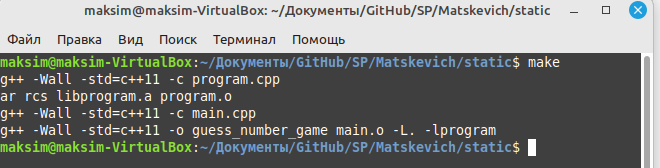 maksim@maksim-VirtualBox: ~/Документы/GitHub/SP/Matskevich/static
Файл Правка Вид Поиск Терминал Помощь
maksim@maksim-VirtualBox:~/Документы/GitHub/SP/Matskevich/static$ make
g++ -Wall -std=c++11 -c program.cpp
ar rcs libprogram.a program.o
g++ -Wall -std=c++11 -c main.cpp
g++ -Wall -std=c++11 -o guess_number_game main.o -L. -lprogram
maksim@maksim-VirtualBox:~/Документы/GitHub/SP/Matskevich/static$